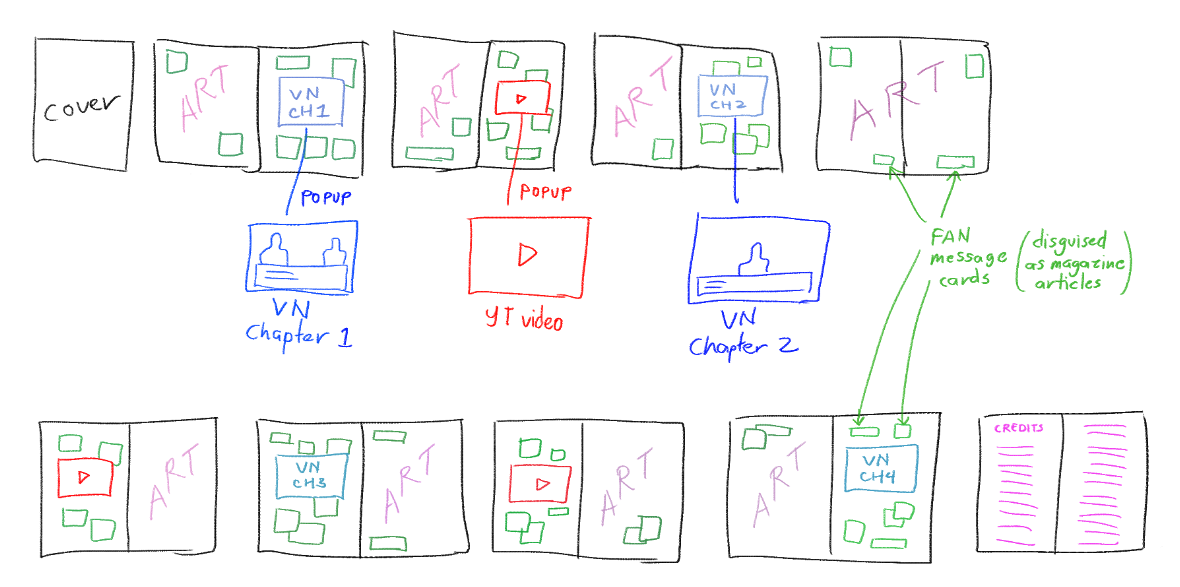 cover
ART
VN
CH1
ART
ART
VN
CH2
ART
POPUP
POPUP
VN
Chapter 1
YT video
VN
Chapter 2
FAN
message
cards
(disguised
as magazine
articles)
ART
VN
CH3
ART
ART
ART
VN
CH4
CREDITS